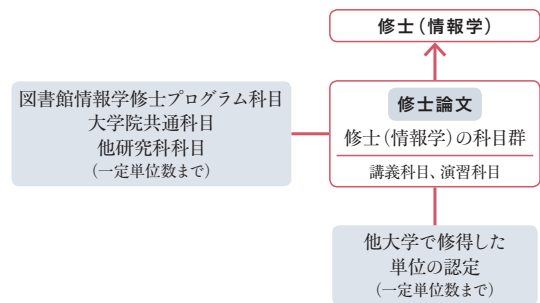 修士（情報学）
図書館情報学修士プログラム科目
大学院共通科目
他研究科科目
（一定単位数まで）
修士論文
修士（情報学）の科目群
講義科目、演習科目
他大学で修得した
単位の認定
（一定単位数まで）